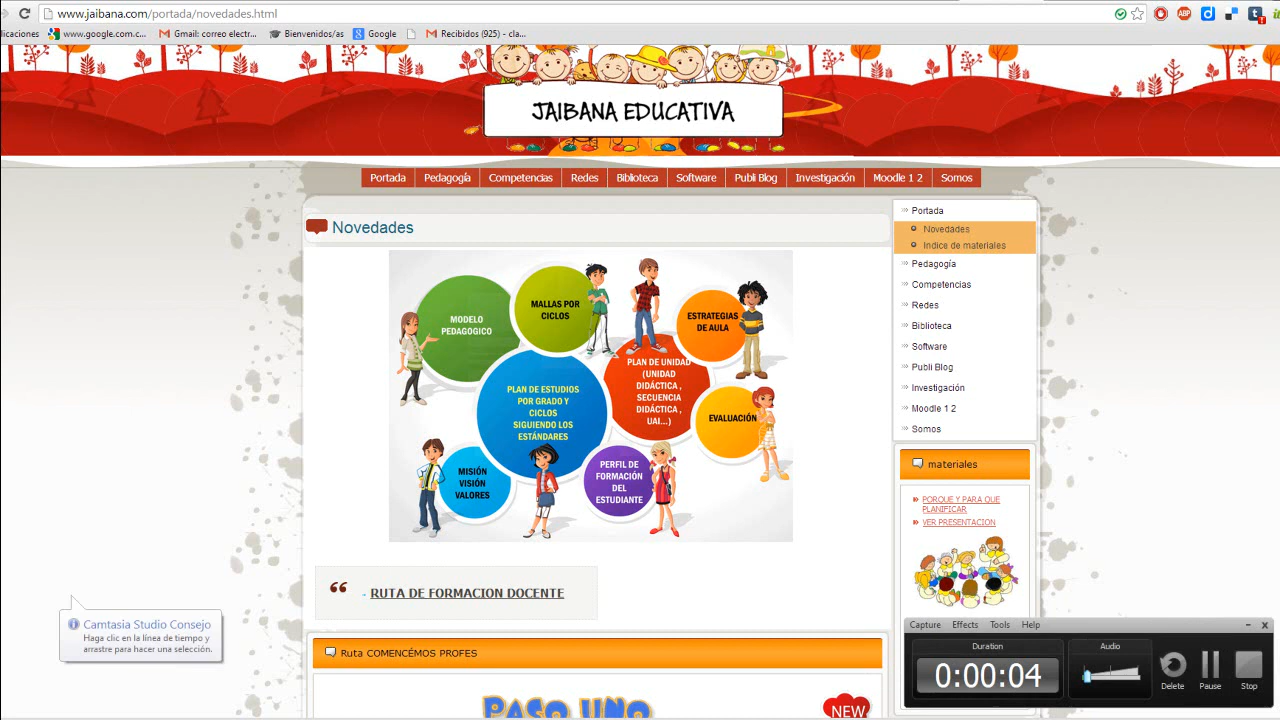 www.jaibana.com/portada/novedades.html
licaciones
www.google.com.c...
Gmail: correo electr...
Bienvenidos/as
Google
Recibidos (925) - cla...
JAIBANA EDUCATIVA
Portada
Pedagogía
Competencias
Redes
Biblioteca
Software
Publi Blog
Investigación
Moodle 1 2
Somos
Novedades
MODELO
PEDAGOGICO
MALLAS POR
CICLOS
ESTRATEGIAS
DE AULA
PLAN DE UNIDAD
(UNIDAD
DIDÁCTICA ,
SECUENCIA
DIDÁCTICA ,
UAI...)
PLAN DE ESTUDIOS
POR GRADO Y
CICLOS
SIGUIENDO LOS
ESTÁNDARES
EVALUACIÓN
MISIÓN
VISIÓN
VALORES
PERFIL DE
FORMACIÓN
DEL
ESTUDIANTE
- RUTA DE FORMACION DOCENTE
Ruta COMENCÉMOS PROFES
PASO UNO
NEW
Portada
Novedades
Indice de materiales
Pedagogía
Competencias
Redes
Biblioteca
Software
Publi Blog
Investigación
Moodle 1 2
Somos
materiales
PORQUE Y PARA QUE
PLANIFICAR
VER PRESENTACION
Camtasia Studio Consejo
Haga clic en la línea de tiempo y
arrastre para hacer una selección.
Capture Effects Tools Help
Duration
0:00:04
Audio
Delete
Pause
Stop